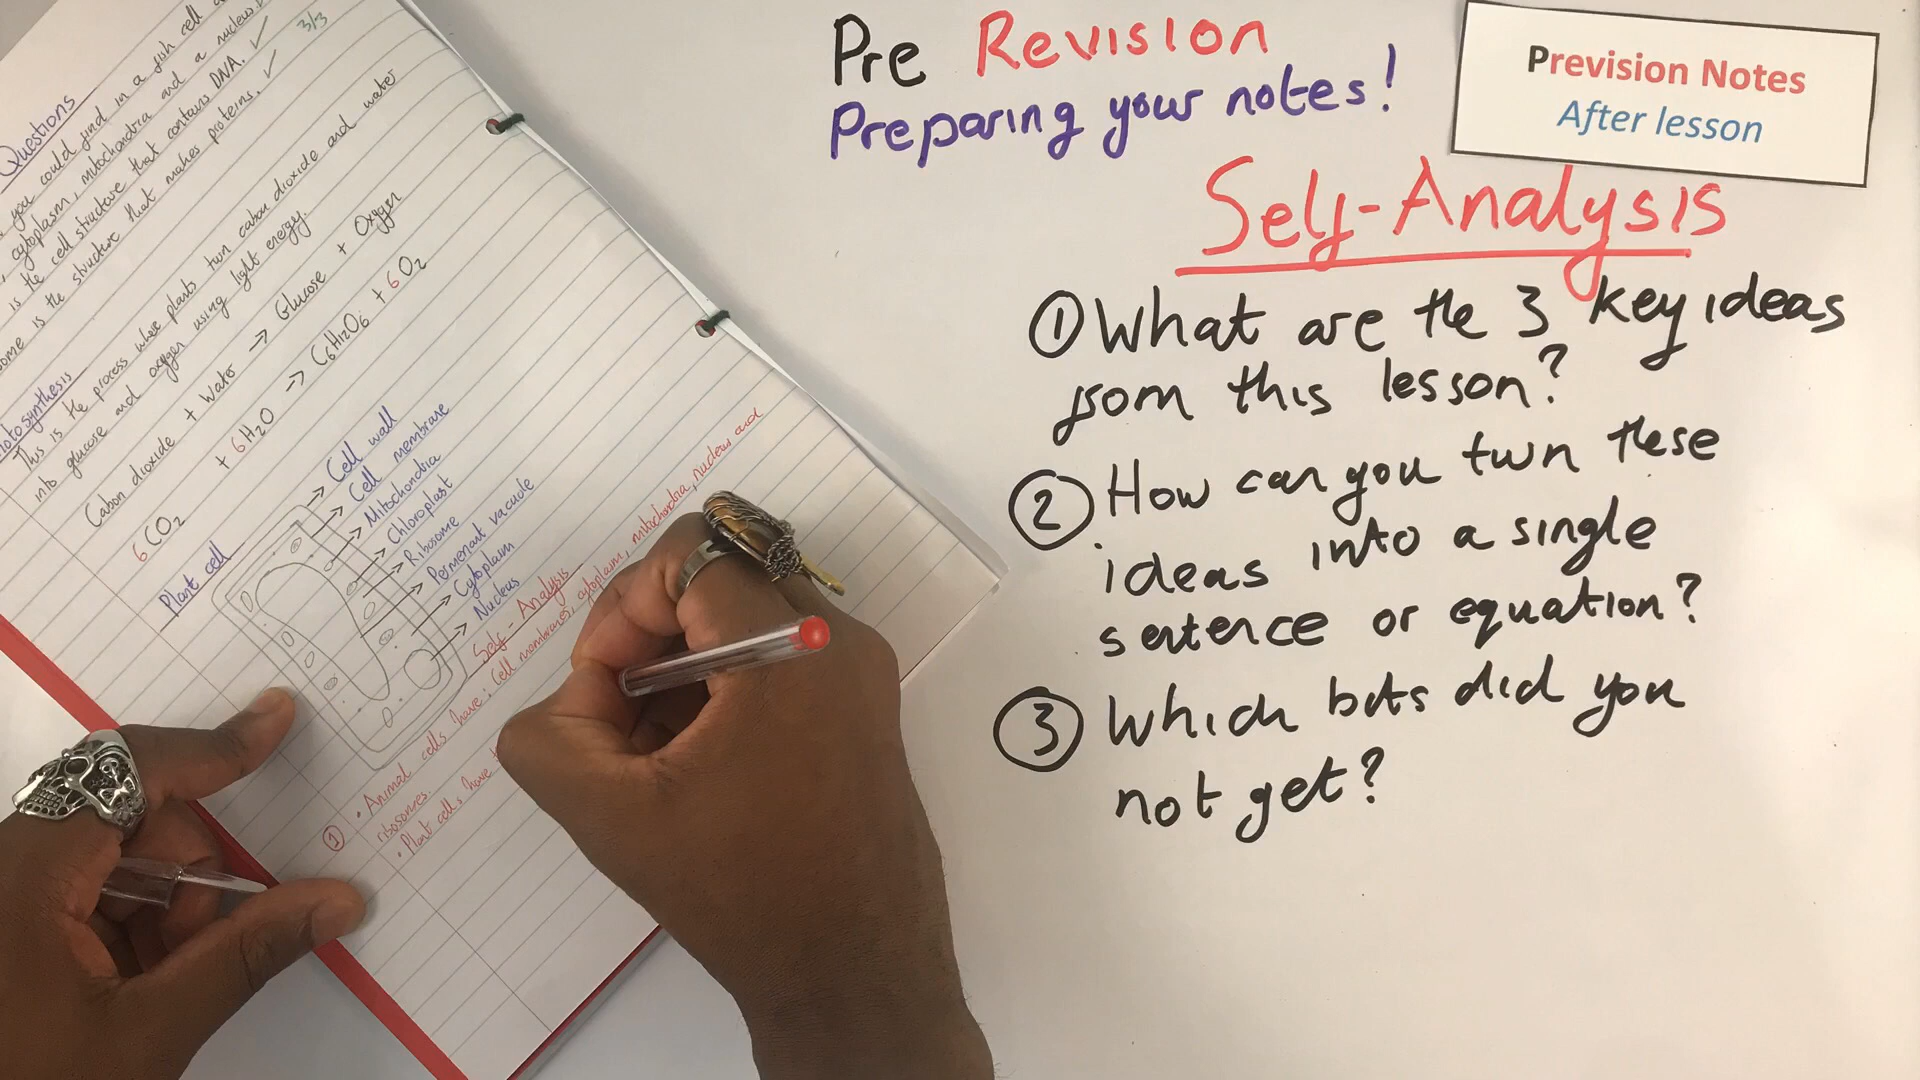 Questions
you could find in a fish cell
, cytoplasm, mitochondria and a nucleus.
is the cell structure that contains DNA.
ome is the structure that makes proteins.
3/3
hotosynthesis
This is the process where plants turn carbon dioxide and water
into glucose and oxygen using light energy.
Carbon dioxide + Water → Glucose + Oxygen
6CO2 + 6H2O → C6H12O6 + 6O2
Plant cell
Cell wall
Cell membrane
Mitochondria
Chloroplast
Ribosome
Permenant vacuole
Cytoplasm
Nucleus
Self-Analysis
① • Animal cells have: Cell membranes, cytoplasm, mitochondria, nucleus and
ribosomes.
• Plant cells have
Pre Revision
Preparing your notes!
Prevision Notes
After lesson
Self-Analysis
① What are the 3 key ideas
from this lesson?
② How can you turn these
ideas into a single
sentence or equation?
③ Which bits did you
not get?